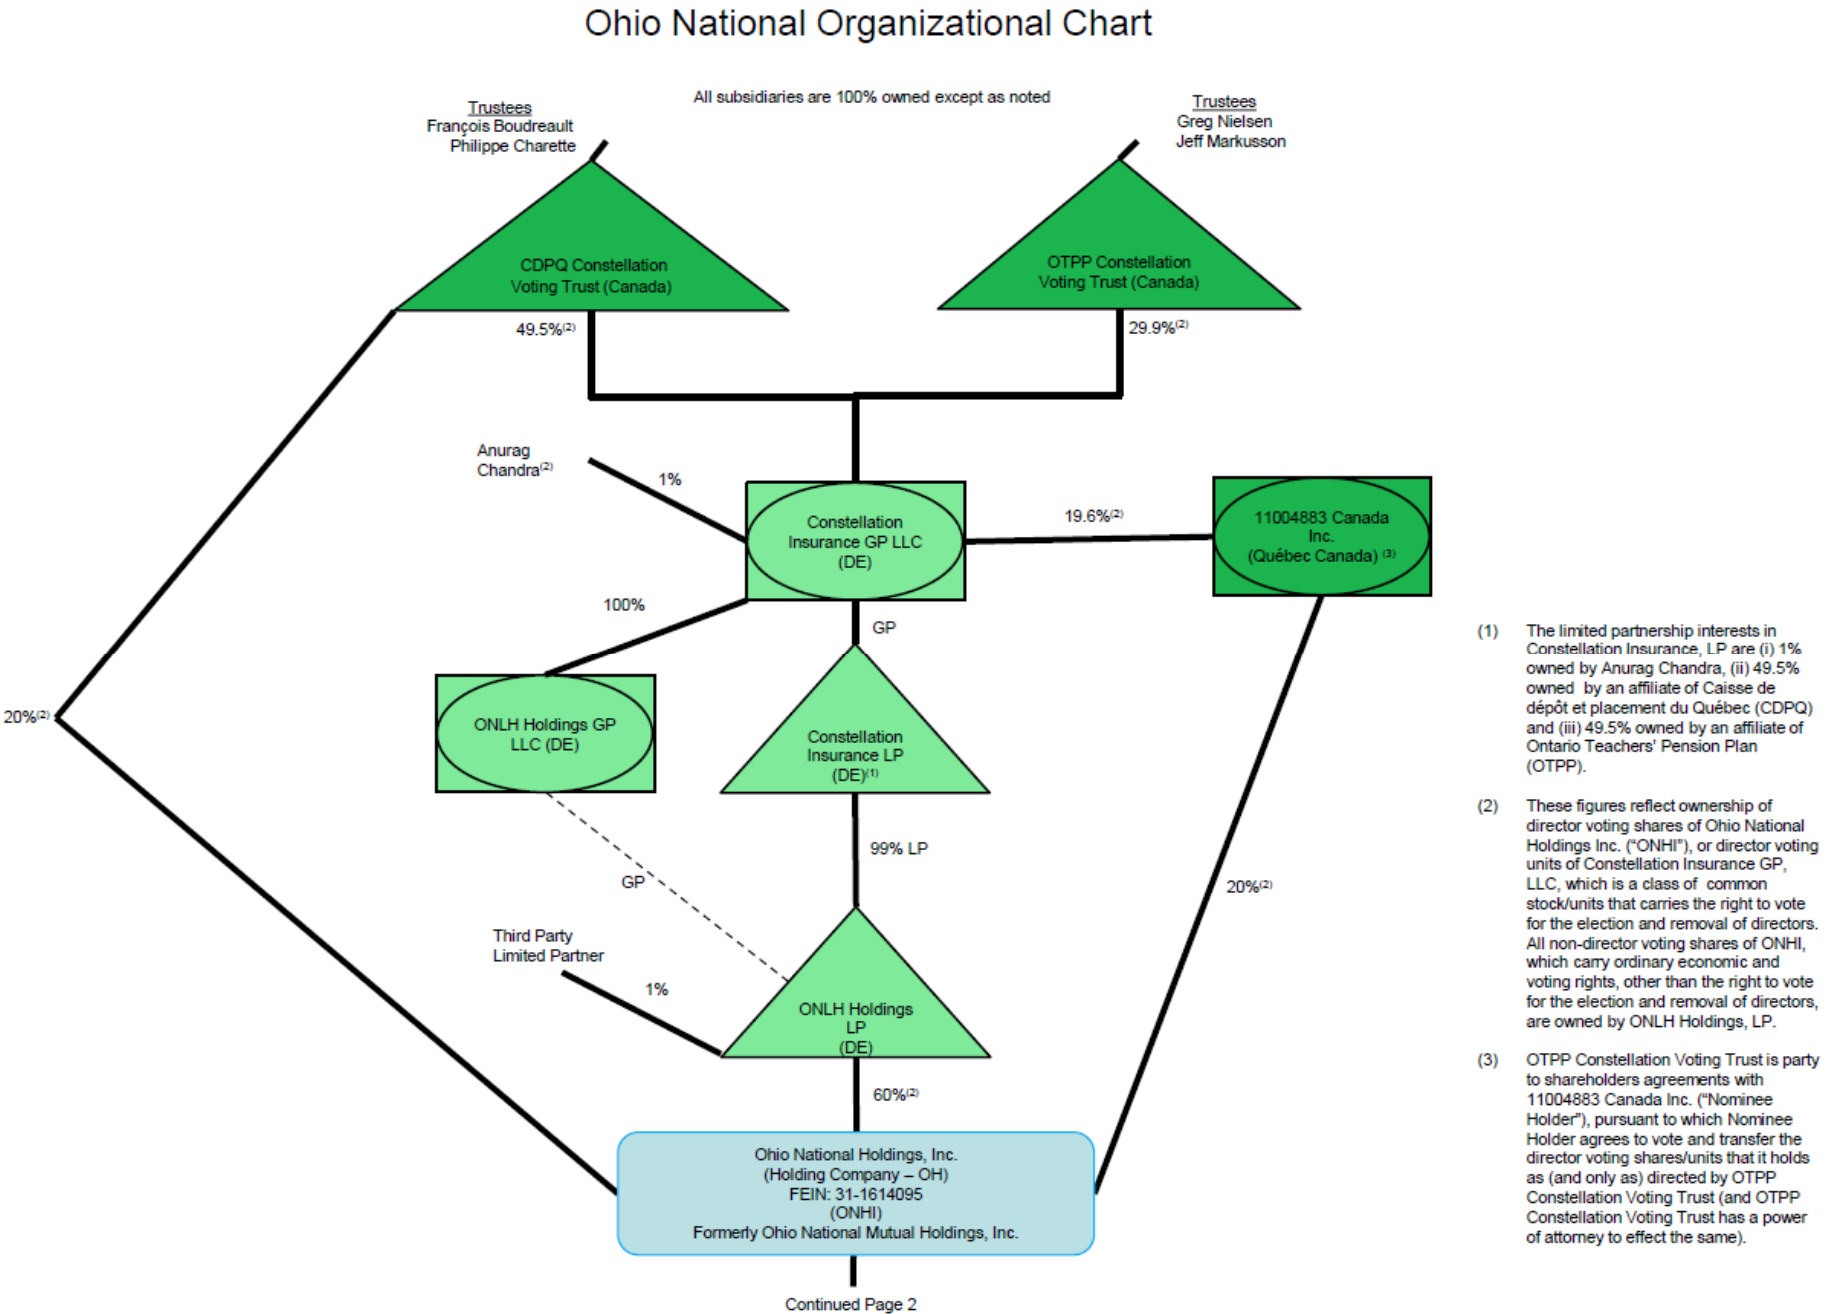 Ohio National Organizational Chart
All subsidiaries are 100% owned except as noted
Trustees
François Boudreault
Philippe Charette
Trustees
Greg Nielsen
Jeff Markusson
CDPQ Constellation
Voting Trust (Canada)
OTPP Constellation
Voting Trust (Canada)
49.5%(2)
29.9%(2)
Anurag
Chandra(2)
1%
Constellation
Insurance GP LLC
(DE)
19.6%(2)
11004883 Canada
Inc.
(Québec Canada) (3)
100%
GP
ONLH Holdings GP
LLC (DE)
Constellation
Insurance LP
(DE)(1)
20%(2)
99% LP
GP
20%(2)
Third Party
Limited Partner
1%
ONLH Holdings
LP
(DE)
60%(2)
Ohio National Holdings, Inc.
(Holding Company – OH)
FEIN: 31-1614095
(ONHI)
Formerly Ohio National Mutual Holdings, Inc.
Continued Page 2
(1) The limited partnership interests in
Constellation Insurance, LP are (i) 1%
owned by Anurag Chandra, (ii) 49.5%
owned by an affiliate of Caisse de
dépôt et placement du Québec (CDPQ)
and (iii) 49.5% owned by an affiliate of
Ontario Teachers' Pension Plan
(OTPP).
(2) These figures reflect ownership of
director voting shares of Ohio National
Holdings Inc. ("ONHI"), or director voting
units of Constellation Insurance GP,
LLC, which is a class of common
stock/units that carries the right to vote
for the election and removal of directors.
All non-director voting shares of ONHI,
which carry ordinary economic and
voting rights, other than the right to vote
for the election and removal of directors,
are owned by ONLH Holdings, LP.
(3) OTPP Constellation Voting Trust is party
to shareholders agreements with
11004883 Canada Inc. ("Nominee
Holder"), pursuant to which Nominee
Holder agrees to vote and transfer the
director voting shares/units that it holds
as (and only as) directed by OTPP
Constellation Voting Trust (and OTPP
Constellation Voting Trust has a power
of attorney to effect the same).